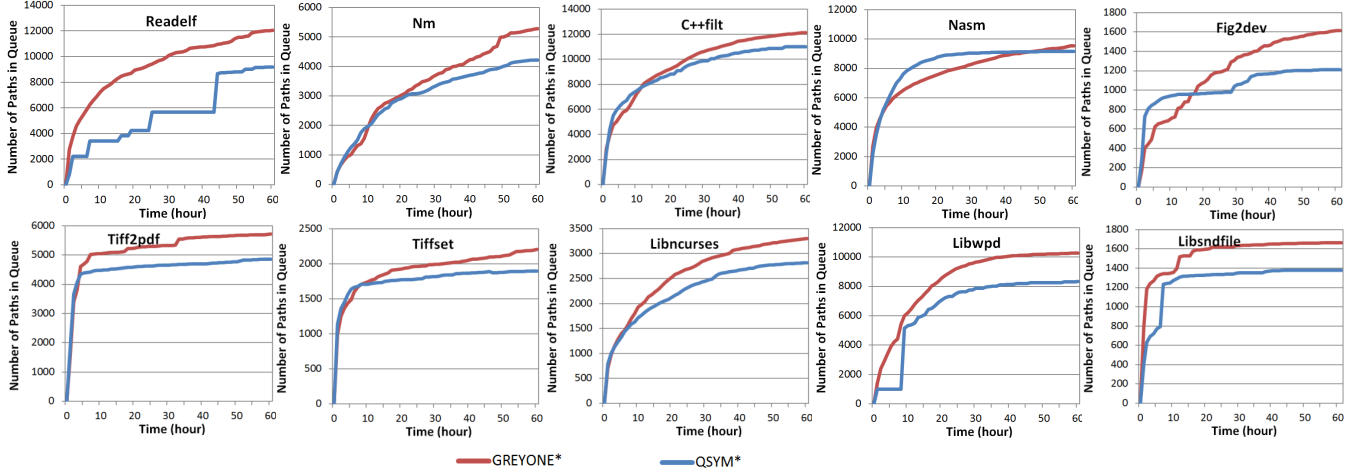 Readelf
Number of Paths in Queue
14000
12000
10000
8000
6000
4000
2000
0
0 10 20 30 40 50 60
Time (hour)
Nm
Number of Paths in Queue
6000
5000
4000
3000
2000
1000
0
0 10 20 30 40 50 60
Time (hour)
C++filt
Number of Paths in Queue
14000
12000
10000
8000
6000
4000
2000
0
0 10 20 30 40 50 60
Time (hour)
Nasm
Number of Paths in Queue
12000
10000
8000
6000
4000
2000
0
0 10 20 30 40 50 60
Time (hour)
Fig2dev
Number of Paths in Queue
1800
1600
1400
1200
1000
800
600
400
200
0
0 10 20 30 40 50 60
Time (hour)
Tiff2pdf
Number of Paths in Queue
6000
5000
4000
3000
2000
1000
0
0 10 20 30 40 50 60
Time (hour)
Tiffset
Number of Paths in Queue
2500
2000
1500
1000
500
0
0 10 20 30 40 50 60
Time (hour)
Libncurses
Number of Paths in Queue
3500
3000
2500
2000
1500
1000
500
0
0 10 20 30 40 50 60
Time (hour)
Libwpd
Number of Paths in Queue
12000
10000
8000
6000
4000
2000
0
0 10 20 30 40 50 60
Time (hour)
Libsndfile
Number of Paths in Queue
1800
1600
1400
1200
1000
800
600
400
200
0
0 10 20 30 40 50 60
Time (hour)
GREYONE* QSYM*